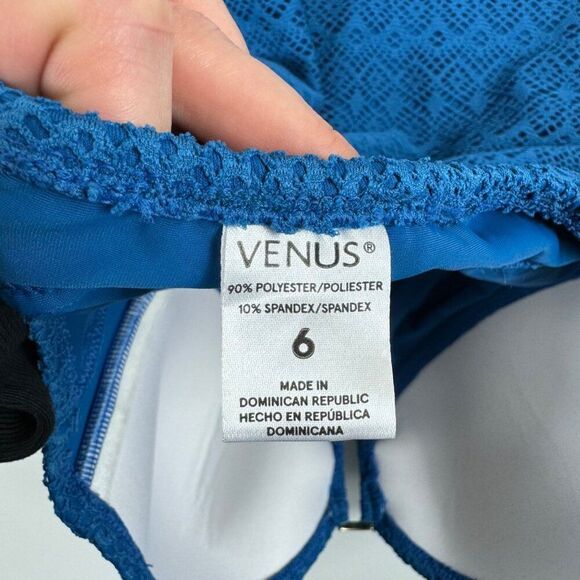 VENUS®
90% POLYESTER/POLIESTER
10% SPANDEX/SPANDEX
6
MADE IN
DOMINICAN REPUBLIC
HECHO EN REPÚBLICA
DOMINICANA